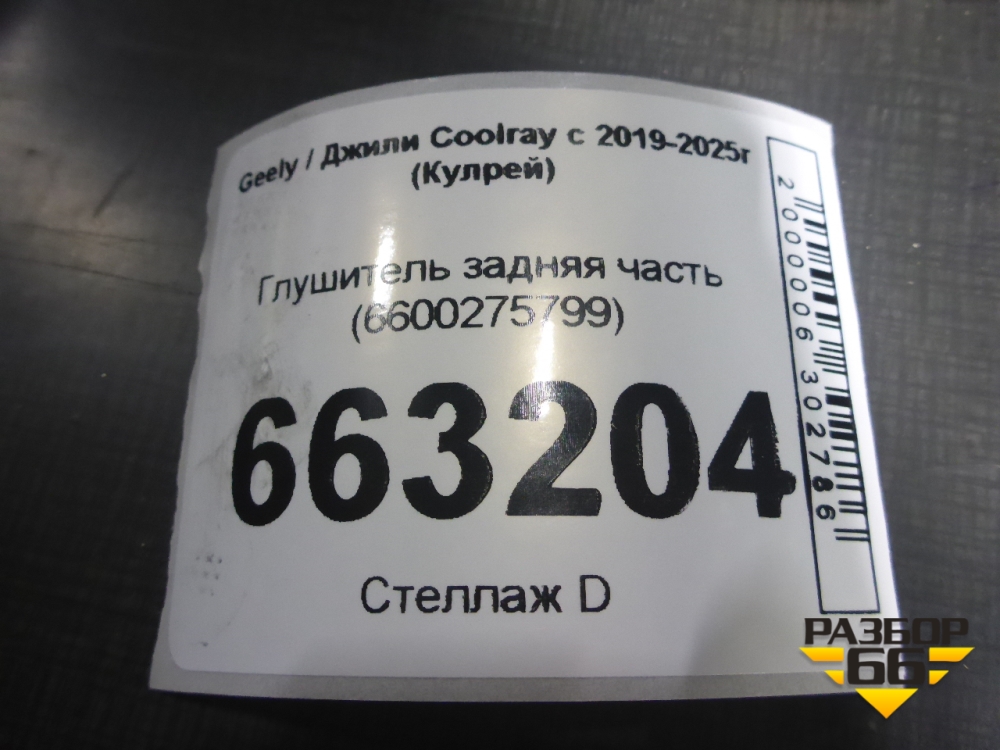 Geely / Джили Coolray с 2019-2025г
(Кулрей)
Глушитель задняя часть
(6600275799)
663204
Стеллаж D
2000006302786
РАЗБОР
66